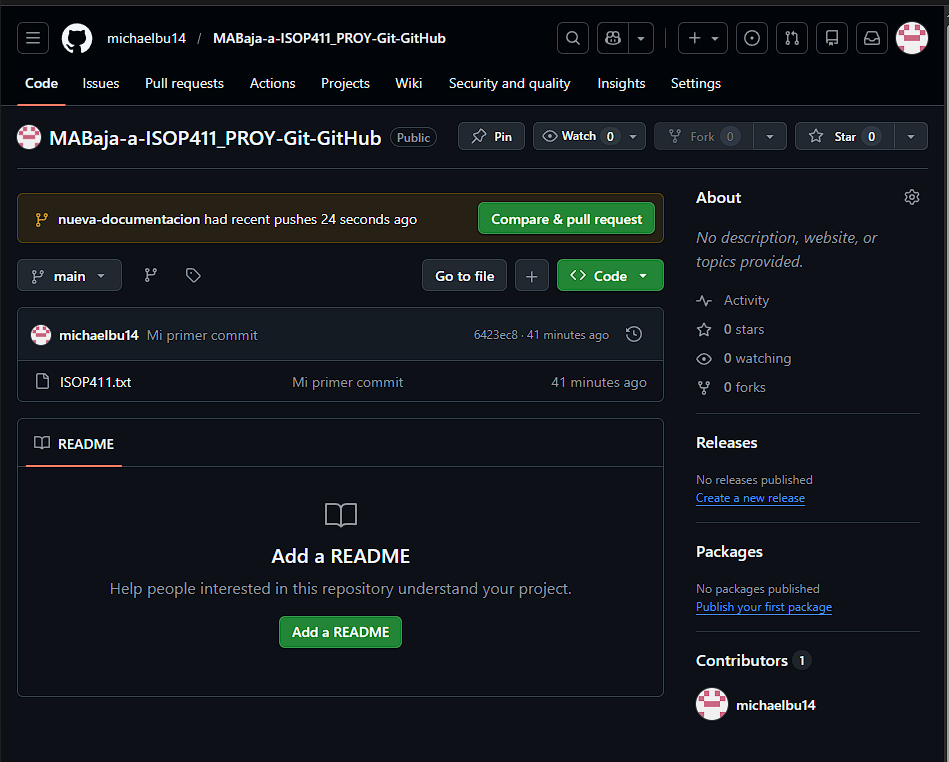 michaelbu14 / MABaja-a-ISOP411_PROY-Git-GitHub
Code Issues Pull requests Actions Projects Wiki Security and quality Insights Settings
MABaja-a-ISOP411_PROY-Git-GitHub Public Pin Watch 0 Fork 0 Star 0
nueva-documentacion had recent pushes 24 seconds ago Compare & pull request
main Go to file Code
michaelbu14 Mi primer commit 6423ec8 · 41 minutes ago
ISOP411.txt Mi primer commit 41 minutes ago
README
Add a README
Help people interested in this repository understand your project.
Add a README
About
No description, website, or
topics provided.
Activity
0 stars
0 watching
0 forks
Releases
No releases published
Create a new release
Packages
No packages published
Publish your first package
Contributors 1
michaelbu14